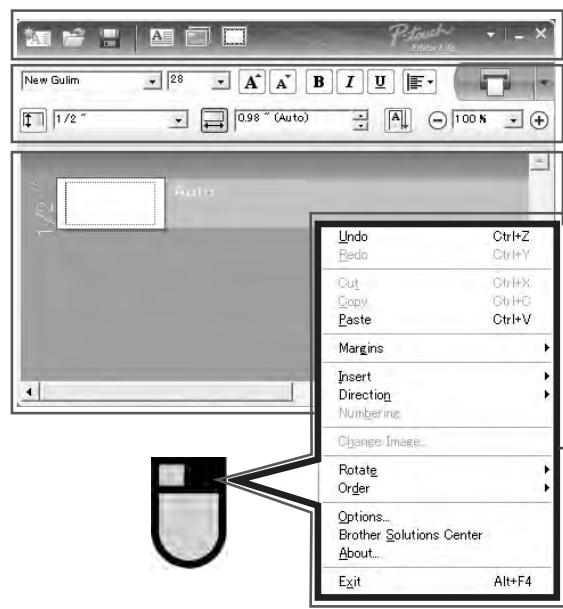 P-touch
Editor Lite
New Gulim 28 A A B I U
1/2 " 0.98 " (Auto) A 100 %
1/2 "
Auto
Undo Ctrl+Z
Redo Ctrl+Y
Cut Ctrl+X
Copy Ctrl+C
Paste Ctrl+V
Margins
Insert
Direction
Numbering
Change Image...
Rotate
Order
Options...
Brother Solutions Center
About...
Exit Alt+F4